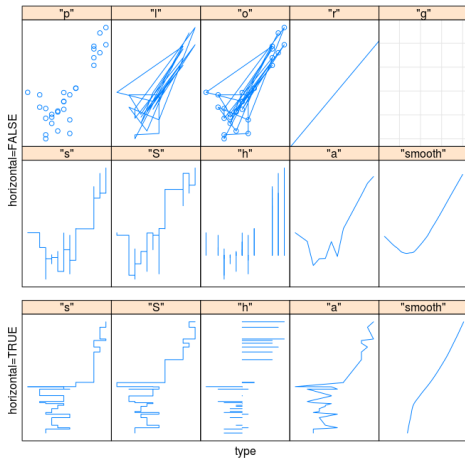 "p" "l" "o" "r" "g"
horizontal=FALSE
"s" "S" "h" "a" "smooth"
"s" "S" "h" "a" "smooth"
horizontal=TRUE
type